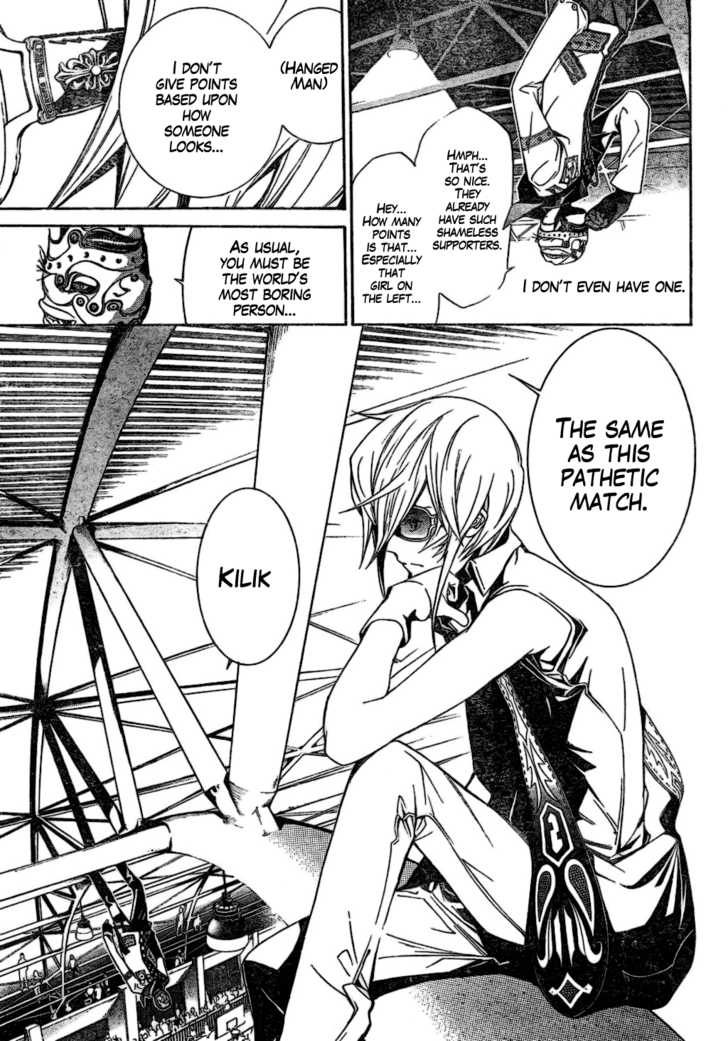 HMPH...
THAT'S
SO NICE.
THEY
ALREADY
HAVE SUCH
SHAMELESS
SUPPORTERS.
HEY...
HOW MANY
POINTS
IS THAT...
ESPECIALLY
THAT
GIRL ON
THE LEFT...
I DON'T EVEN HAVE ONE.
(HANGED
MAN)
I DON'T
GIVE POINTS
BASED UPON
HOW
SOMEONE
LOOKS...
AS USUAL,
YOU MUST BE
THE WORLD'S
MOST BORING
PERSON...
THE SAME
AS THIS
PATHETIC
MATCH.
KILIK